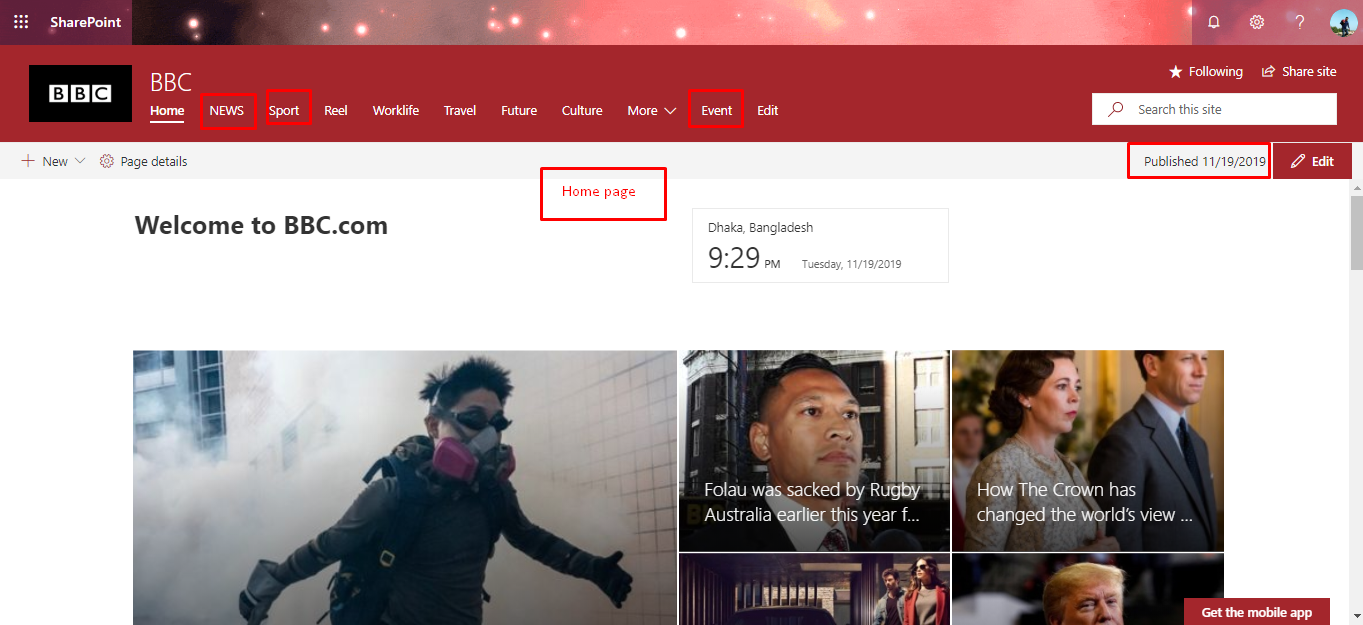 SharePoint
?
BBC
BBC
Following
Share site
Home NEWS Sport Reel Worklife Travel Future Culture More Event Edit
Search this site
New
Page details
Published 11/19/2019
Edit
Home page
Welcome to BBC.com
Dhaka, Bangladesh
9:29 PM Tuesday, 11/19/2019
Folau was sacked by Rugby
Australia earlier this year f...
How The Crown has
changed the world's view ...
Get the mobile app